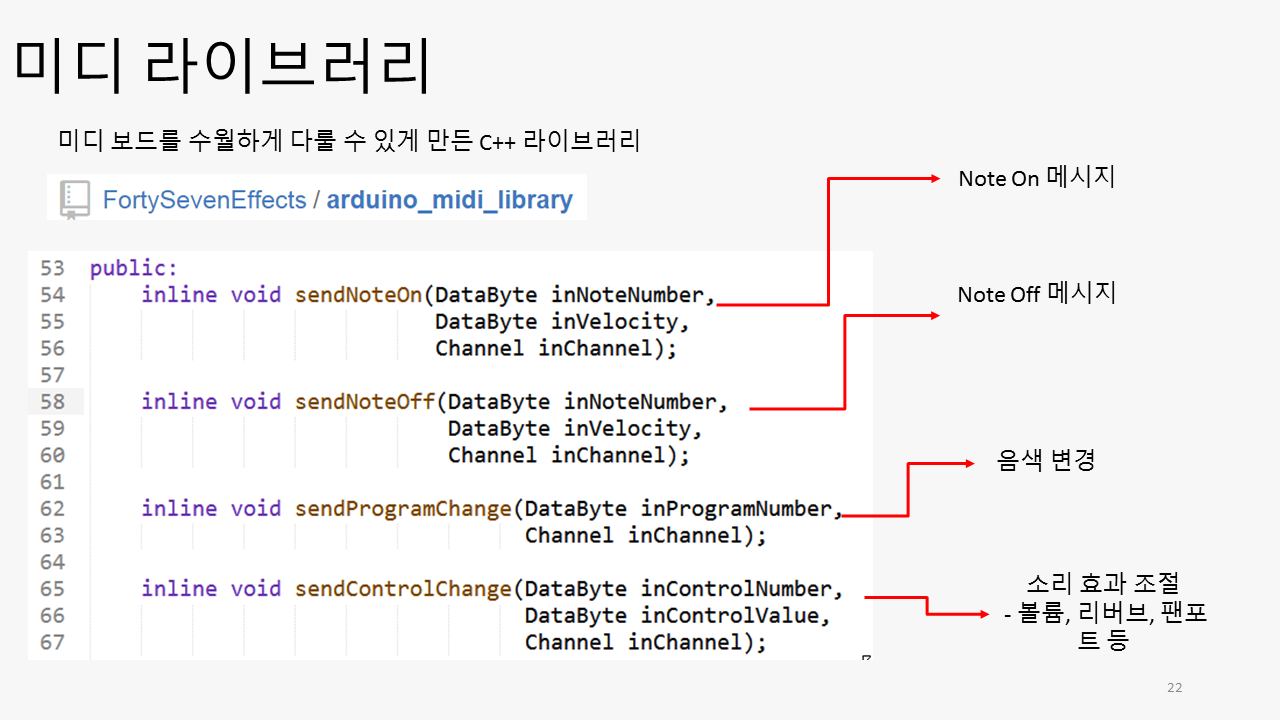 미디 라이브러리
미디 보드를 수월하게 다룰 수 있게 만든 C++ 라이브러리
FortySevenEffects / arduino_midi_library
53 public:
54 inline void sendNoteOn(DataByte inNoteNumber,
55 DataByte inVelocity,
56 Channel inChannel);
57
58 inline void sendNoteOff(DataByte inNoteNumber,
59 DataByte inVelocity,
60 Channel inChannel);
61
62 inline void sendProgramChange(DataByte inProgramNumber,
63 Channel inChannel);
64
65 inline void sendControlChange(DataByte inControlNumber,
66 DataByte inControlValue,
67 Channel inChannel);
Note On 메시지
Note Off 메시지
음색 변경
소리 효과 조절
- 볼륨, 리버브, 팬포
트 등
22